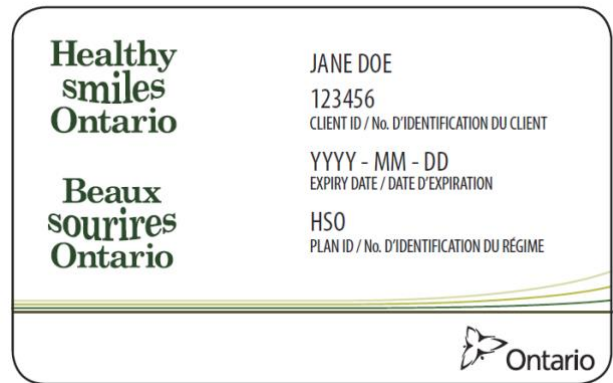 Healthy
smiles
Ontario
Beaux
sourires
Ontario
JANE DOE
123456
CLIENT ID / No. D'IDENTIFICATION DU CLIENT
YYYY - MM - DD
EXPIRY DATE / DATE D'EXPIRATION
HSO
PLAN ID / No. D'IDENTIFICATION DU RÉGIME
Ontario